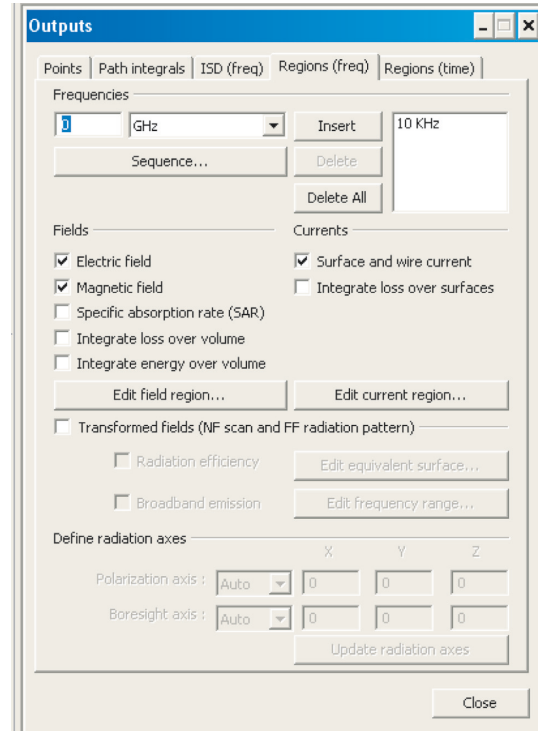 Outputs
Points Path integrals ISD (freq) Regions (freq) Regions (time)
Frequencies
0 GHz Insert 10 KHz
Sequence... Delete
Delete All
Fields Currents
Electric field Surface and wire current
Magnetic field Integrate loss over surfaces
Specific absorption rate (SAR)
Integrate loss over volume
Integrate energy over volume
Edit field region... Edit current region...
Transformed fields (NF scan and FF radiation pattern)
Radiation efficiency Edit equivalent surface...
Broadband emission Edit frequency range...
Define radiation axes
X Y Z
Polarization axis : Auto 0 0 0
Boresight axis : Auto 0 0 0
Update radiation axes
Close